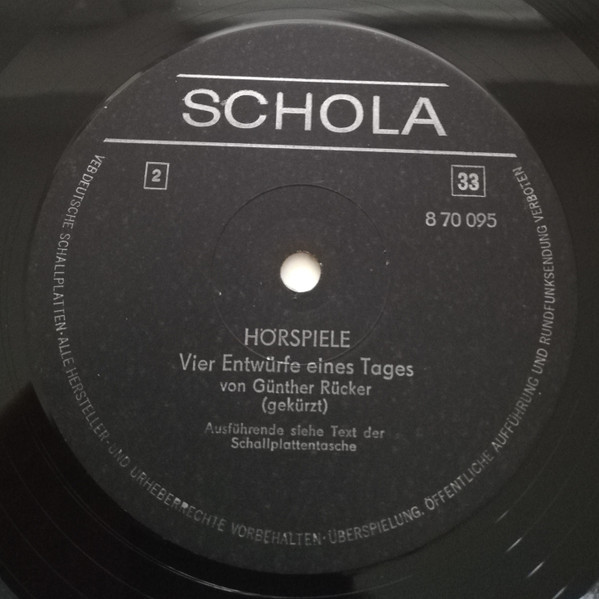 SCHOLA
2
33
8 70 095
HÖRSPIELE
Vier Entwürfe eines Tages
von Günther Rücker
(gekürzt)
Ausführende siehe Text der
Schallplattentasche
VEB DEUTSCHE SCHALLPLATTEN · ALLE HERSTELLER- UND URHEBERRECHTE VORBEHALTEN · ÜBERSPIELUNG, ÖFFENTLICHE AUFFÜHRUNG UND RUNDFUNKSENDUNG VERBOTEN